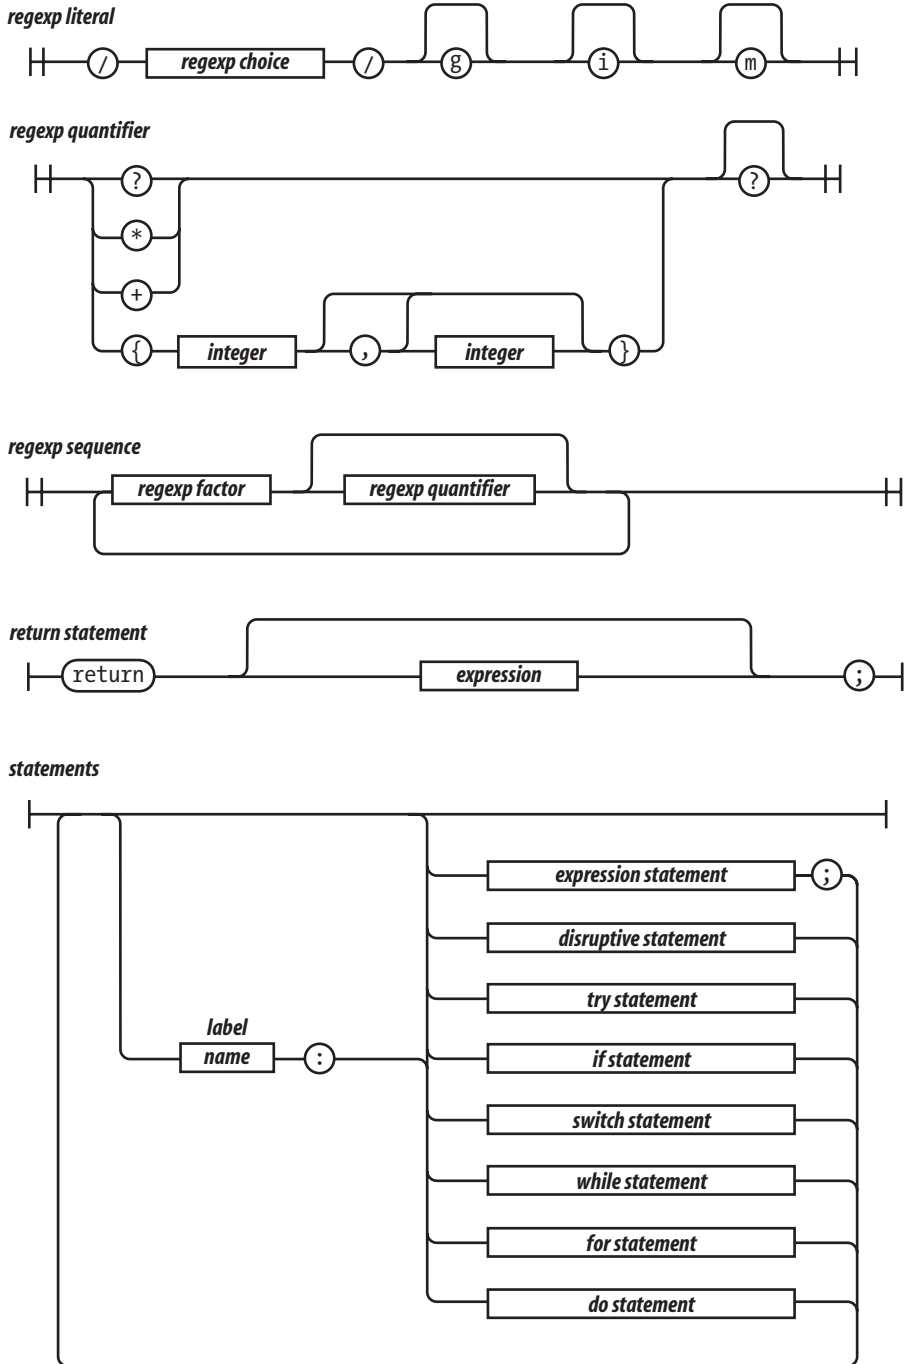 regexp literal
/ regexp choice / g i m
regexp quantifier
? ?
*
+
{ integer , integer }
regexp sequence
regexp factor regexp quantifier
return statement
return expression ;
statements
expression statement ;
disruptive statement
try statement
label
name : if statement
switch statement
while statement
for statement
do statement